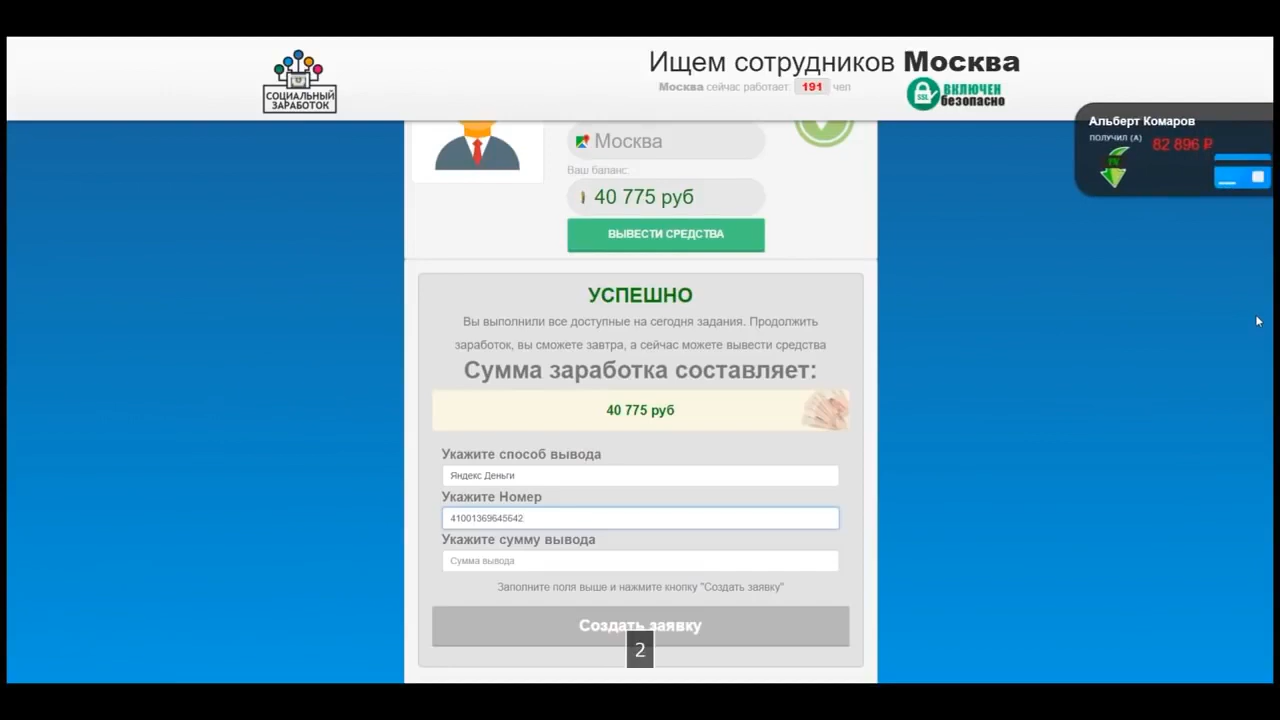 СОЦИАЛЬНЫЙ
ЗАРАБОТОК
Ищем сотрудников Москва
Москва сейчас работает: 191 чел
SSL
ВКЛЮЧЕН
безопасно
Альберт Комаров
ПОЛУЧИЛ (А)
82 896 ₽
Москва
Ваш баланс:
40 775 руб
ВЫВЕСТИ СРЕДСТВА
УСПЕШНО
Вы выполнили все доступные на сегодня задания. Продолжить
заработок, вы сможете завтра, а сейчас можете вывести средства
Сумма заработка составляет:
40 775 руб
Укажите способ вывода
Яндекс Деньги
Укажите Номер
41001369645642
Укажите сумму вывода
Сумма вывода
Заполните поля выше и нажмите кнопку "Создать заявку"
Создать заявку
2